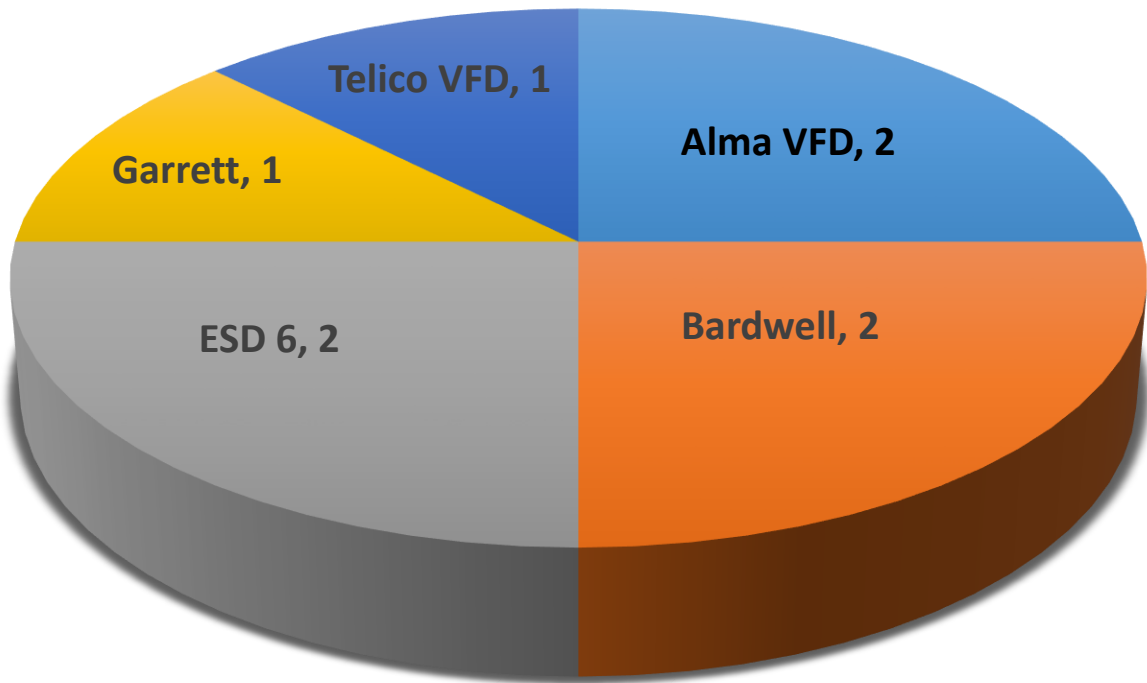 Telico VFD, 1
Alma VFD, 2
Garrett, 1
ESD 6, 2
Bardwell, 2